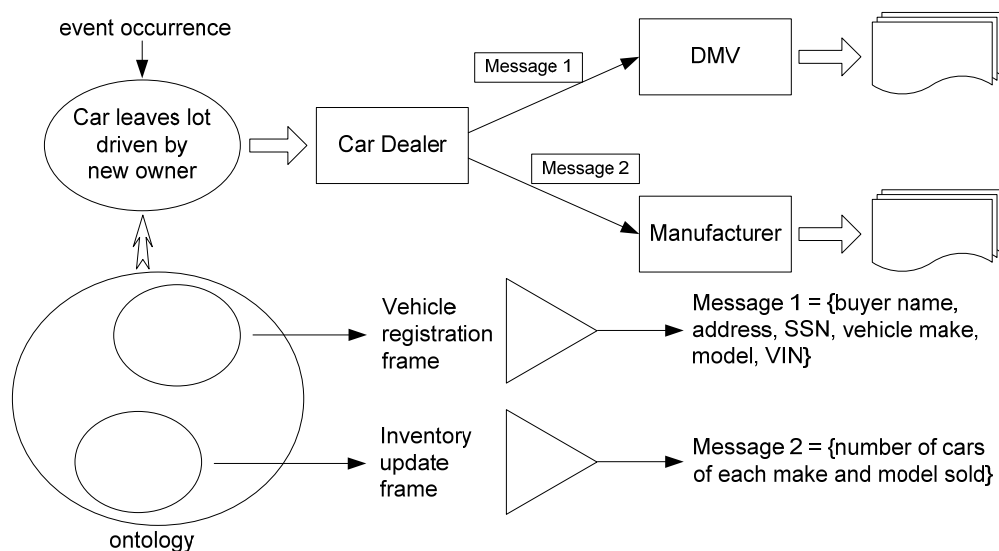 event occurrence
Car leaves lot
driven by
new owner
Car Dealer
Message 1
DMV
Message 2
Manufacturer
Vehicle
registration
frame
Message 1 = {buyer name,
address, SSN, vehicle make,
model, VIN}
Inventory
update
frame
Message 2 = {number of cars
of each make and model sold}
ontology